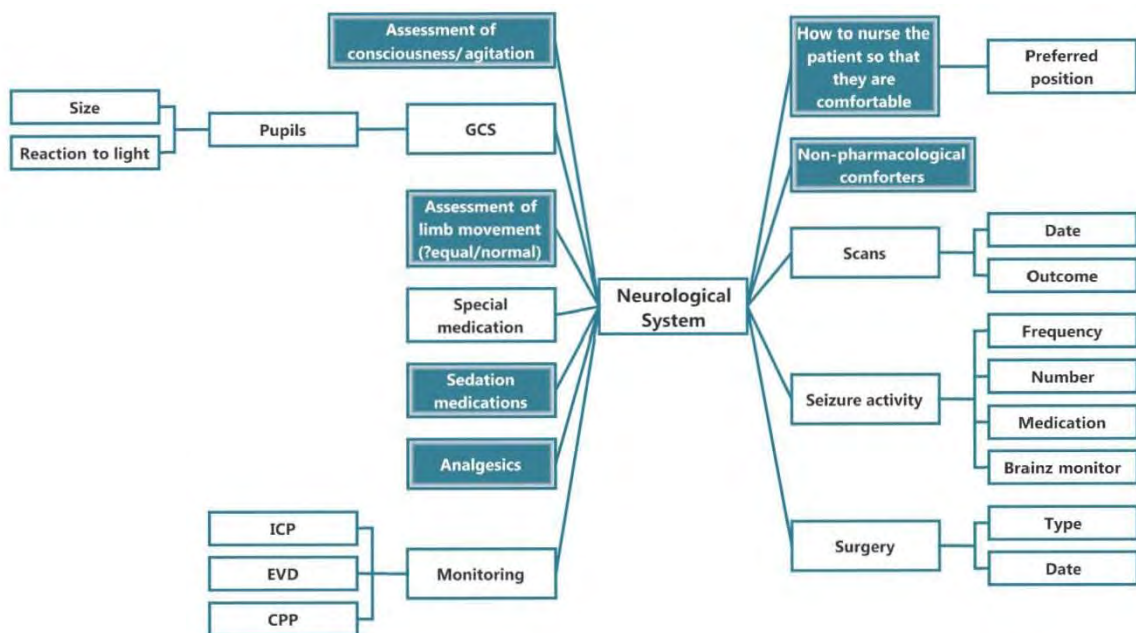 Assessment of
consciousness/agitation
Size
Reaction to light
Pupils
GCS
Assessment of
limb movement
(?equal/normal)
Special
medication
Sedation
medications
Analgesics
ICP
EVD
CPP
Monitoring
Neurological
System
How to nurse the
patient so that
they are
comfortable
Preferred
position
Non-pharmacological
comforters
Scans
Date
Outcome
Seizure activity
Frequency
Number
Medication
Brainz monitor
Surgery
Type
Date